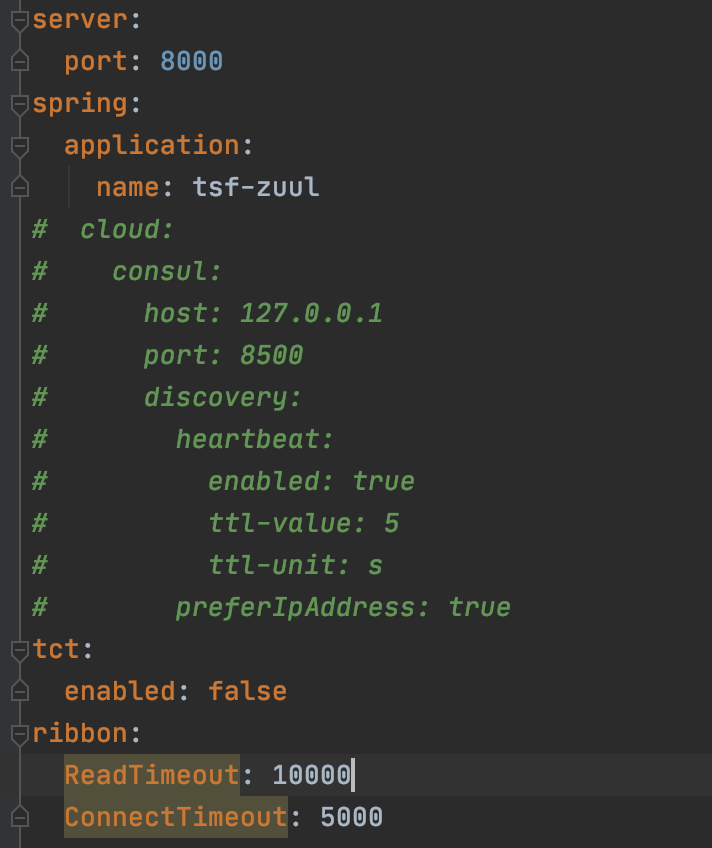 server:
  port: 8000
spring:
  application:
    name: tsf-zuul
#  cloud:
#    consul:
#      host: 127.0.0.1
#      port: 8500
#      discovery:
#        heartbeat:
#          enabled: true
#          ttl-value: 5
#          ttl-unit: s
#        preferIpAddress: true
tct:
  enabled: false
ribbon:
  ReadTimeout: 10000
  ConnectTimeout: 5000